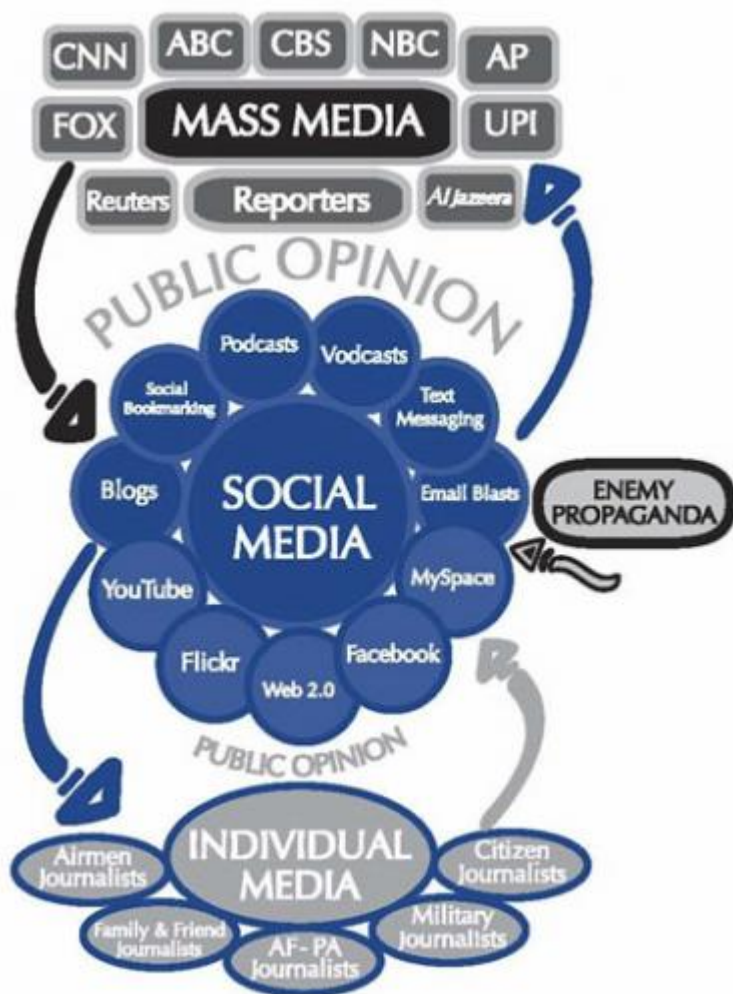 CNN
ABC
CBS
NBC
AP
FOX
MASS MEDIA
UPI
Reuters
Reporters
Al Jazeera
PUBLIC OPINION
Podcasts
Vodcasts
Social
Bookmarking
Text
Messaging
Blogs
SOCIAL
MEDIA
Email Blasts
ENEMY
PROPAGANDA
YouTube
MySpace
Flickr
Web 2.0
Facebook
PUBLIC OPINION
Airmen
Journalists
INDIVIDUAL
MEDIA
Citizen
Journalists
Family & Friend
Journalists
AF-PA
Journalists
Military
Journalists